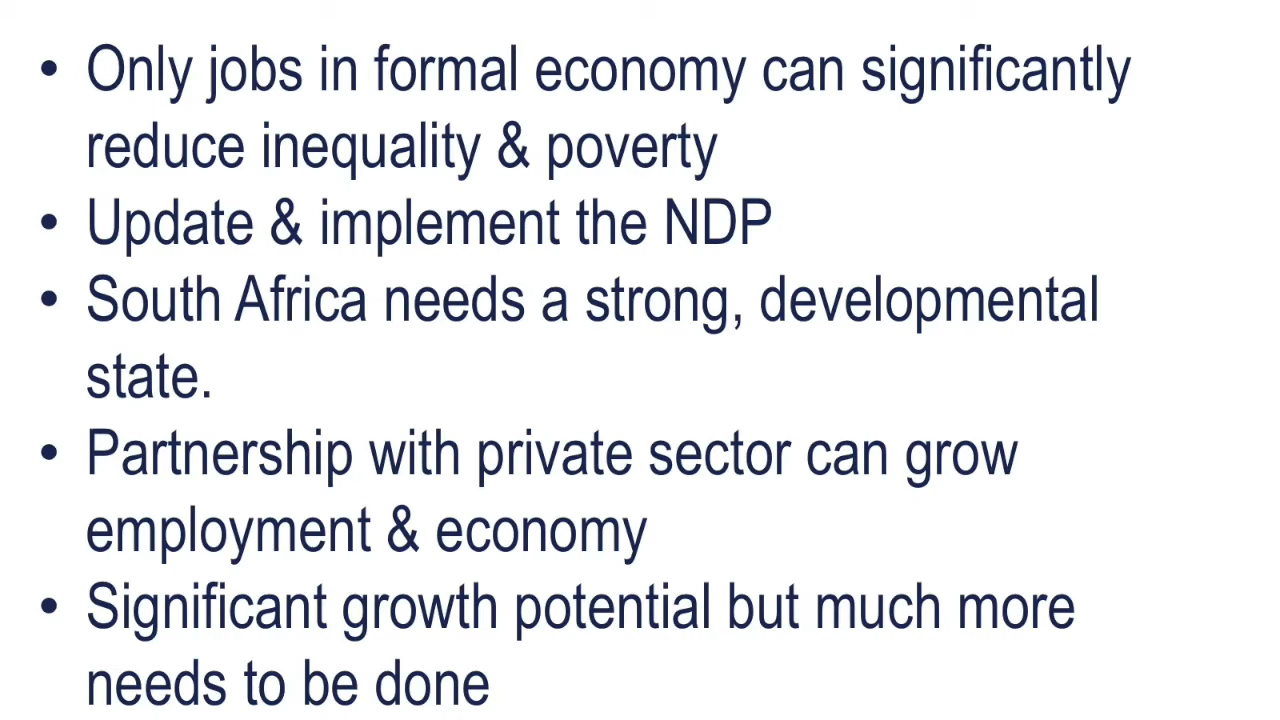 • Only jobs in formal economy can significantly
reduce inequality & poverty
• Update & implement the NDP
• South Africa needs a strong, developmental
state.
• Partnership with private sector can grow
employment & economy
• Significant growth potential but much more
needs to be done